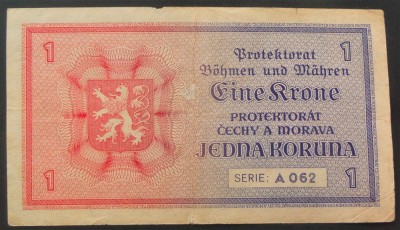 1
1
Protektorat
Böhmen und Mähren
Eine Krone
PROTEKTORÁT
ČECHY A MORAVA
JEDNA KORUNA
SERIE: A 062
1
1